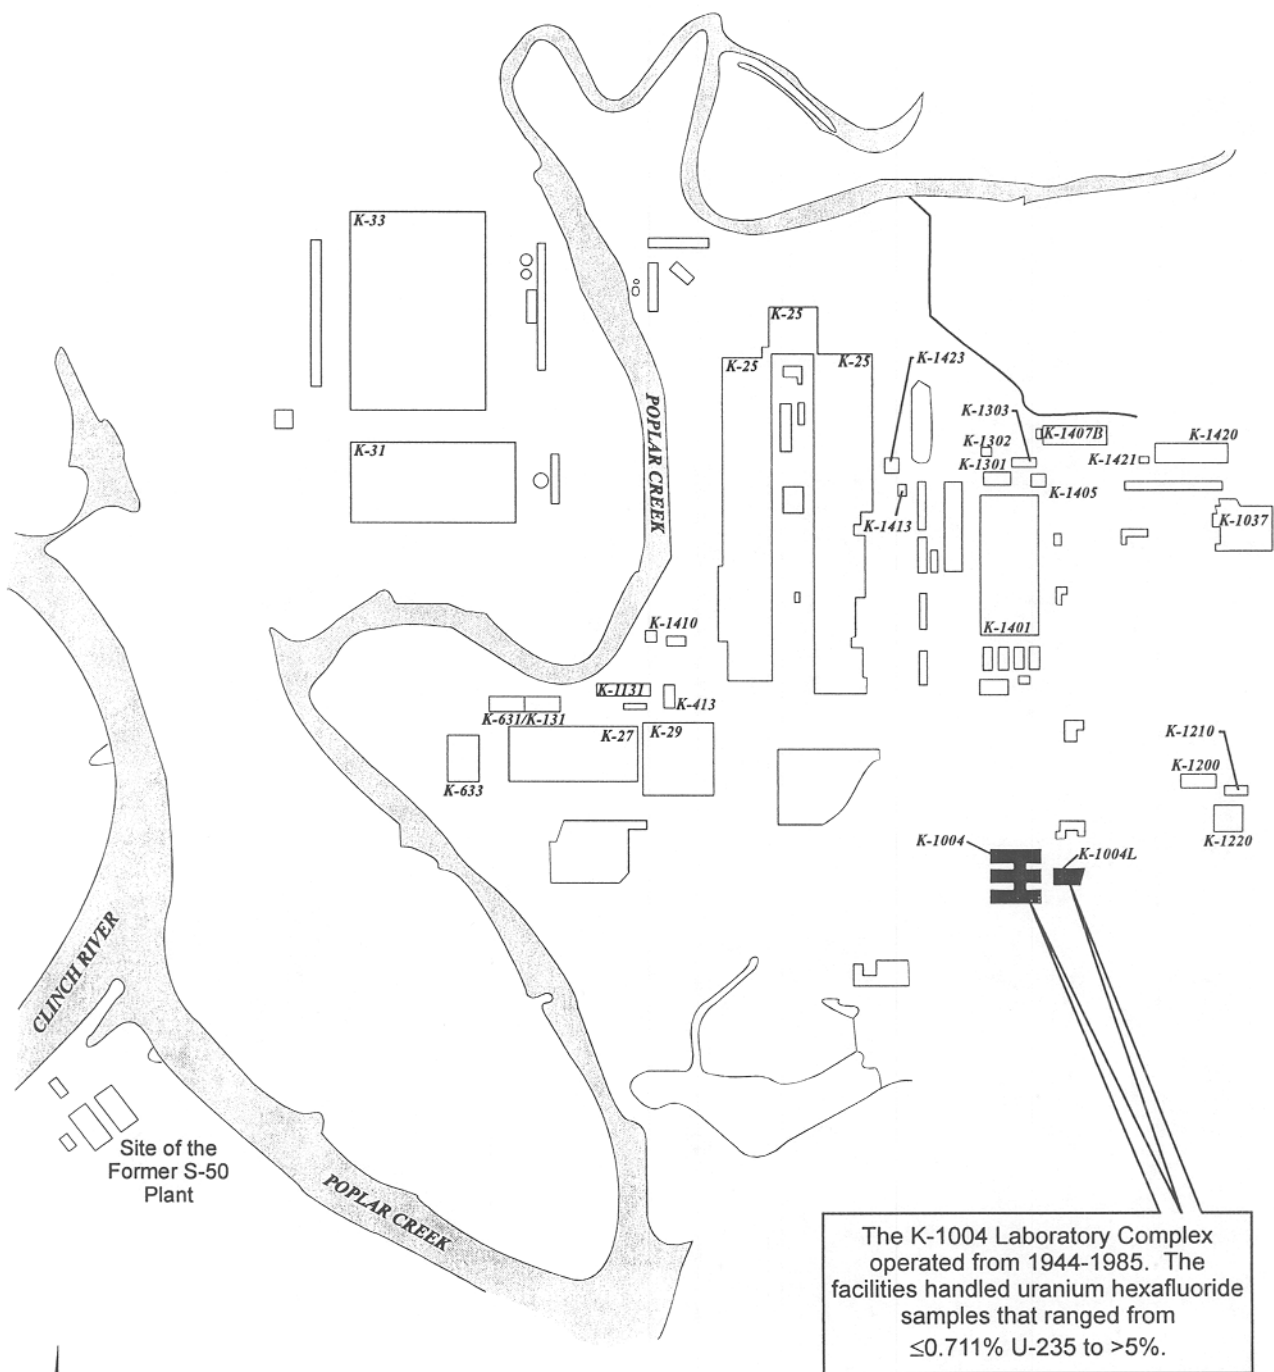 K-33
K-25
K-25
K-25
K-1423
K-1303
K-1302
K-1407B
K-1420
K-1301
K-1421
K-1405
K-31
POPLAR CREEK
K-1413
K-1037
K-1410
K-1401
K-1131
K-413
K-631/K-131
K-27
K-29
K-633
K-1210
K-1200
K-1004
K-1004L
K-1220
CLINCH RIVER
Site of the
Former S-50
Plant
POPLAR CREEK
The K-1004 Laboratory Complex
operated from 1944-1985. The
facilities handled uranium hexafluoride
samples that ranged from
≤0.711% U-235 to >5%.